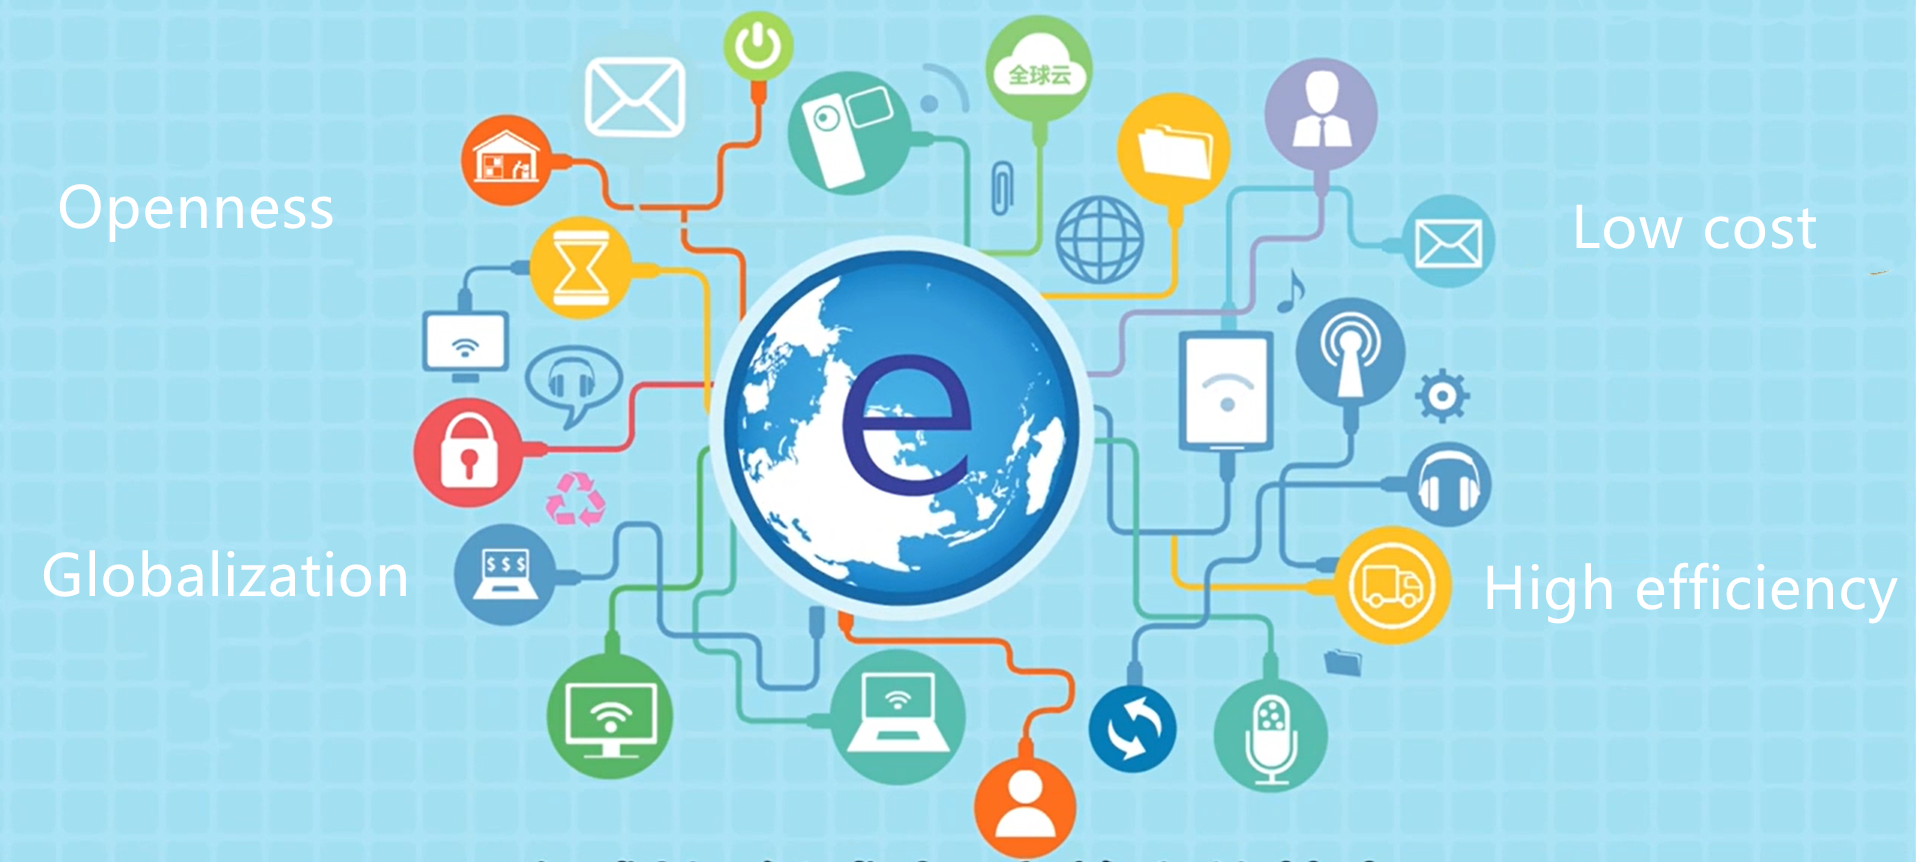 全球云
Openness
Low cost
e
$ $ $
Globalization
High efficiency